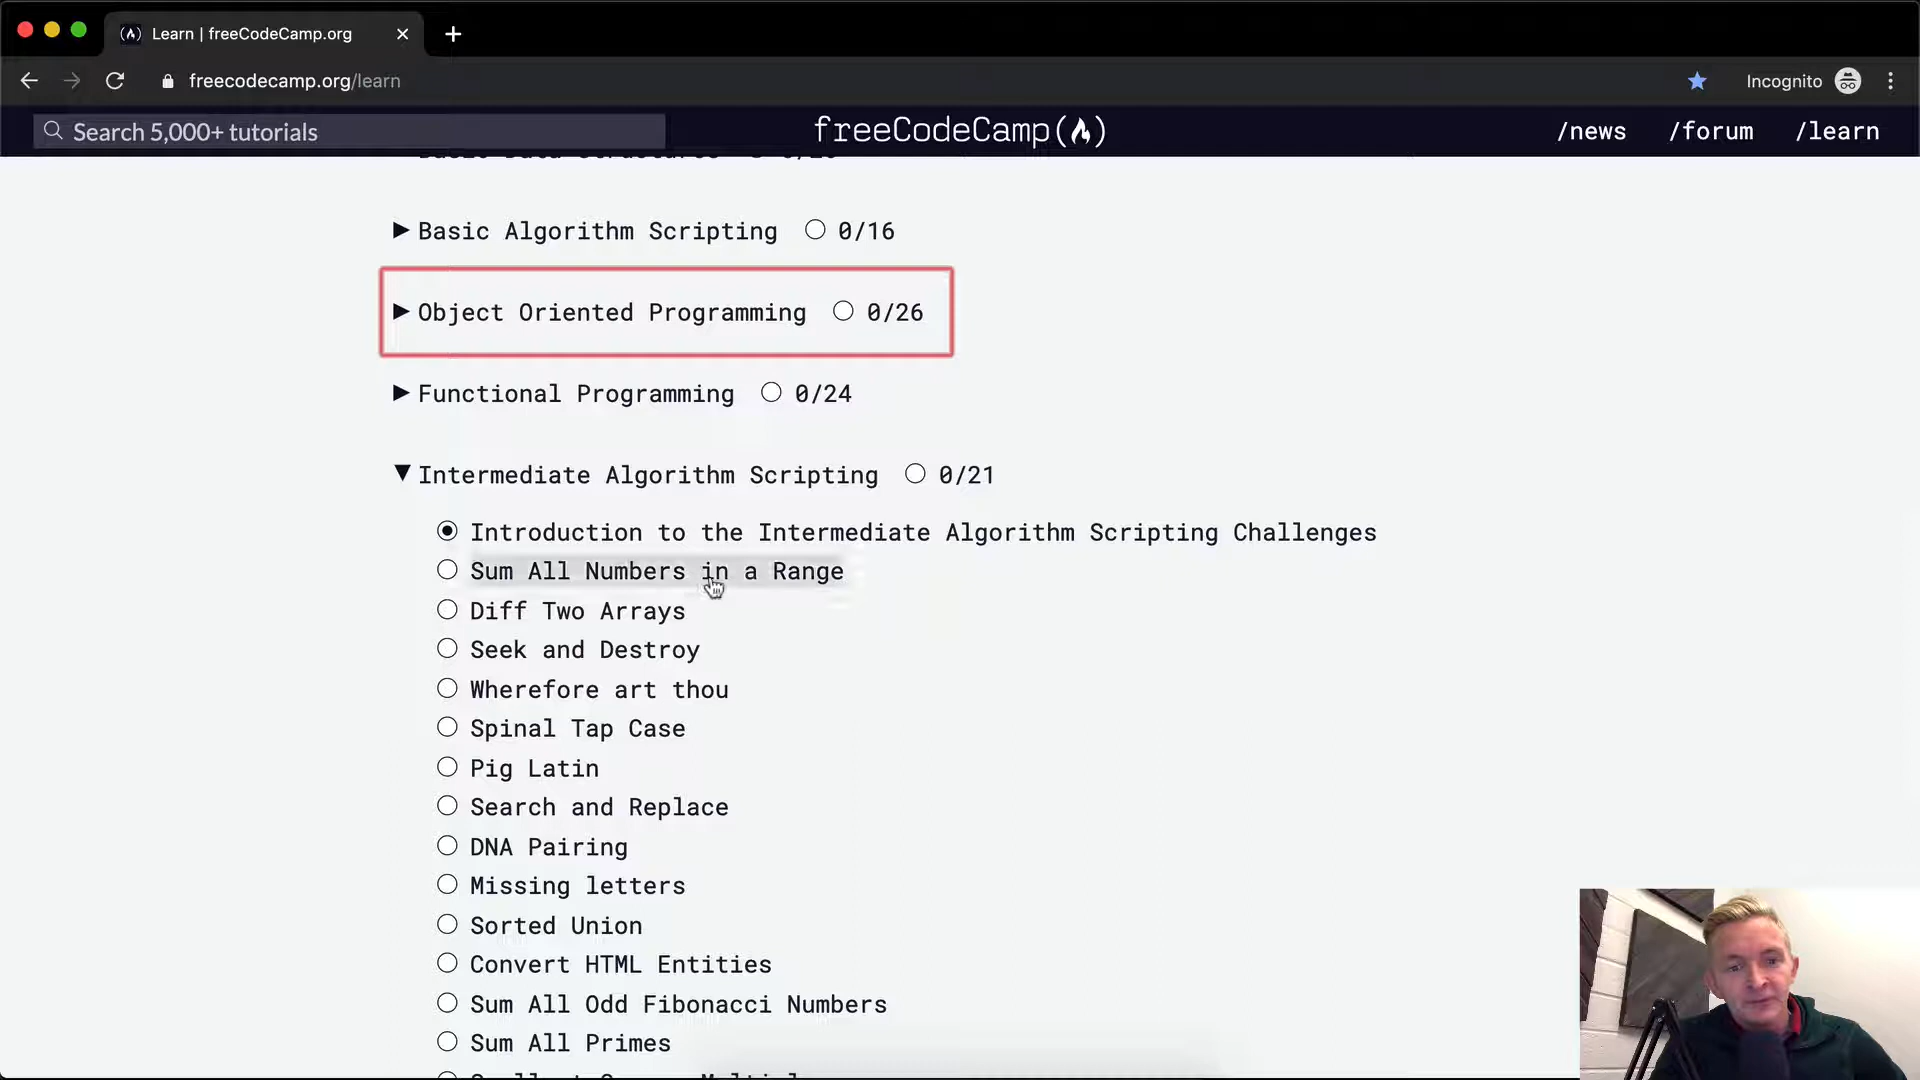 Learn | freeCodeCamp.org
freecodecamp.org/learn
Incognito
Search 5,000+ tutorials
freeCodeCamp
/news
/forum
/learn
Basic Algorithm Scripting 0/16
Object Oriented Programming 0/26
Functional Programming 0/24
Intermediate Algorithm Scripting 0/21
Introduction to the Intermediate Algorithm Scripting Challenges
Sum All Numbers in a Range
Diff Two Arrays
Seek and Destroy
Wherefore art thou
Spinal Tap Case
Pig Latin
Search and Replace
DNA Pairing
Missing letters
Sorted Union
Convert HTML Entities
Sum All Odd Fibonacci Numbers
Sum All Primes